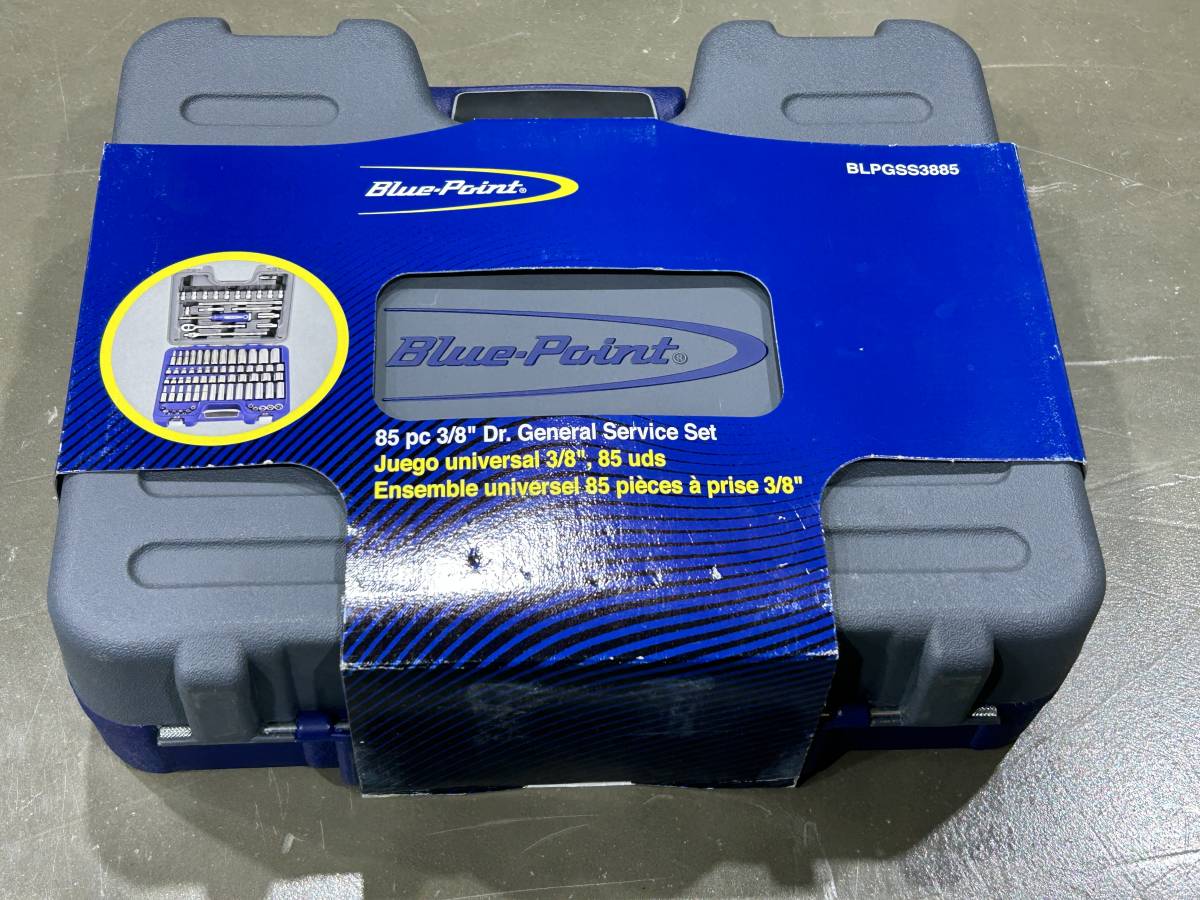 Blue-Point®
BLPGSS3885
Blue-Point®
85 pc 3/8" Dr. General Service Set
Juego universal 3/8", 85 uds
Ensemble universel 85 pièces à prise 3/8"